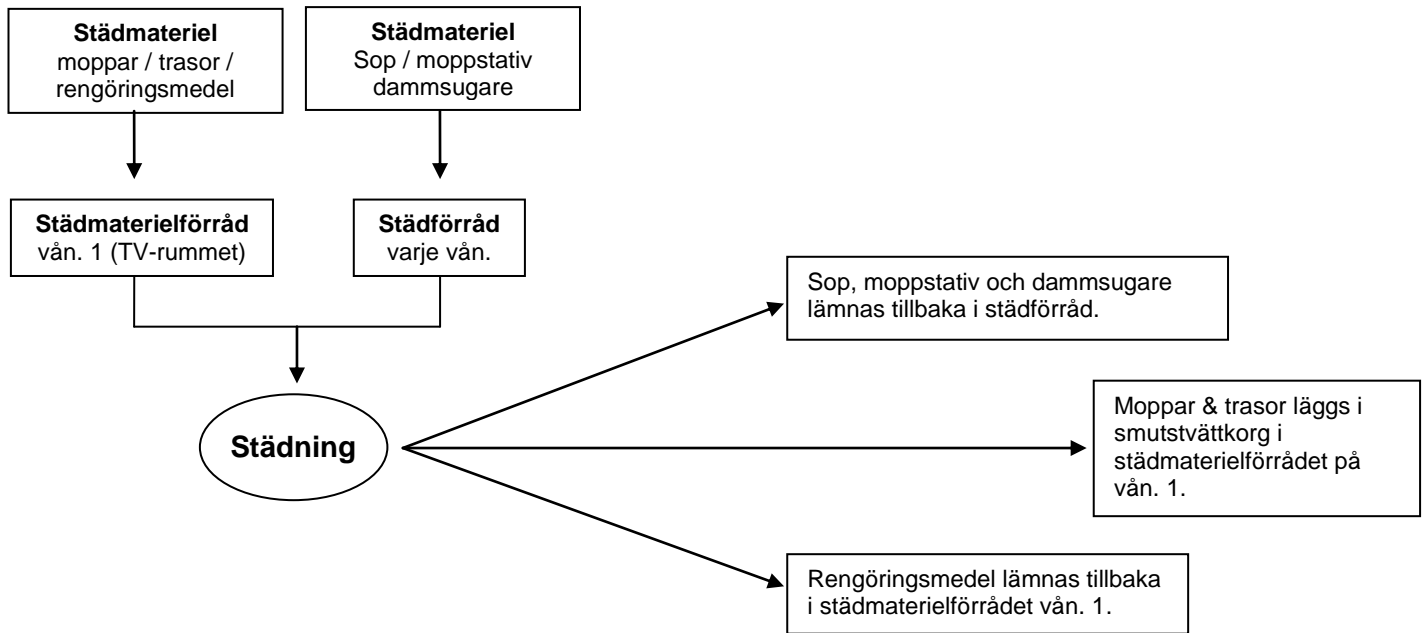 Städmateriel
moppar / trasor /
rengöringsmedel
Städmateriel
Sop / moppstativ
dammsugare
Städmaterielförråd
vån. 1 (TV-rummet)
Städförråd
varje vån.
Städning
Sop, moppstativ och dammsugare
lämnas tillbaka i städförråd.
Moppar & trasor läggs i
smutstvättkorg i
städmaterielförrådet på
vån. 1.
Rengöringsmedel lämnas tillbaka
i städmaterielförrådet vån. 1.